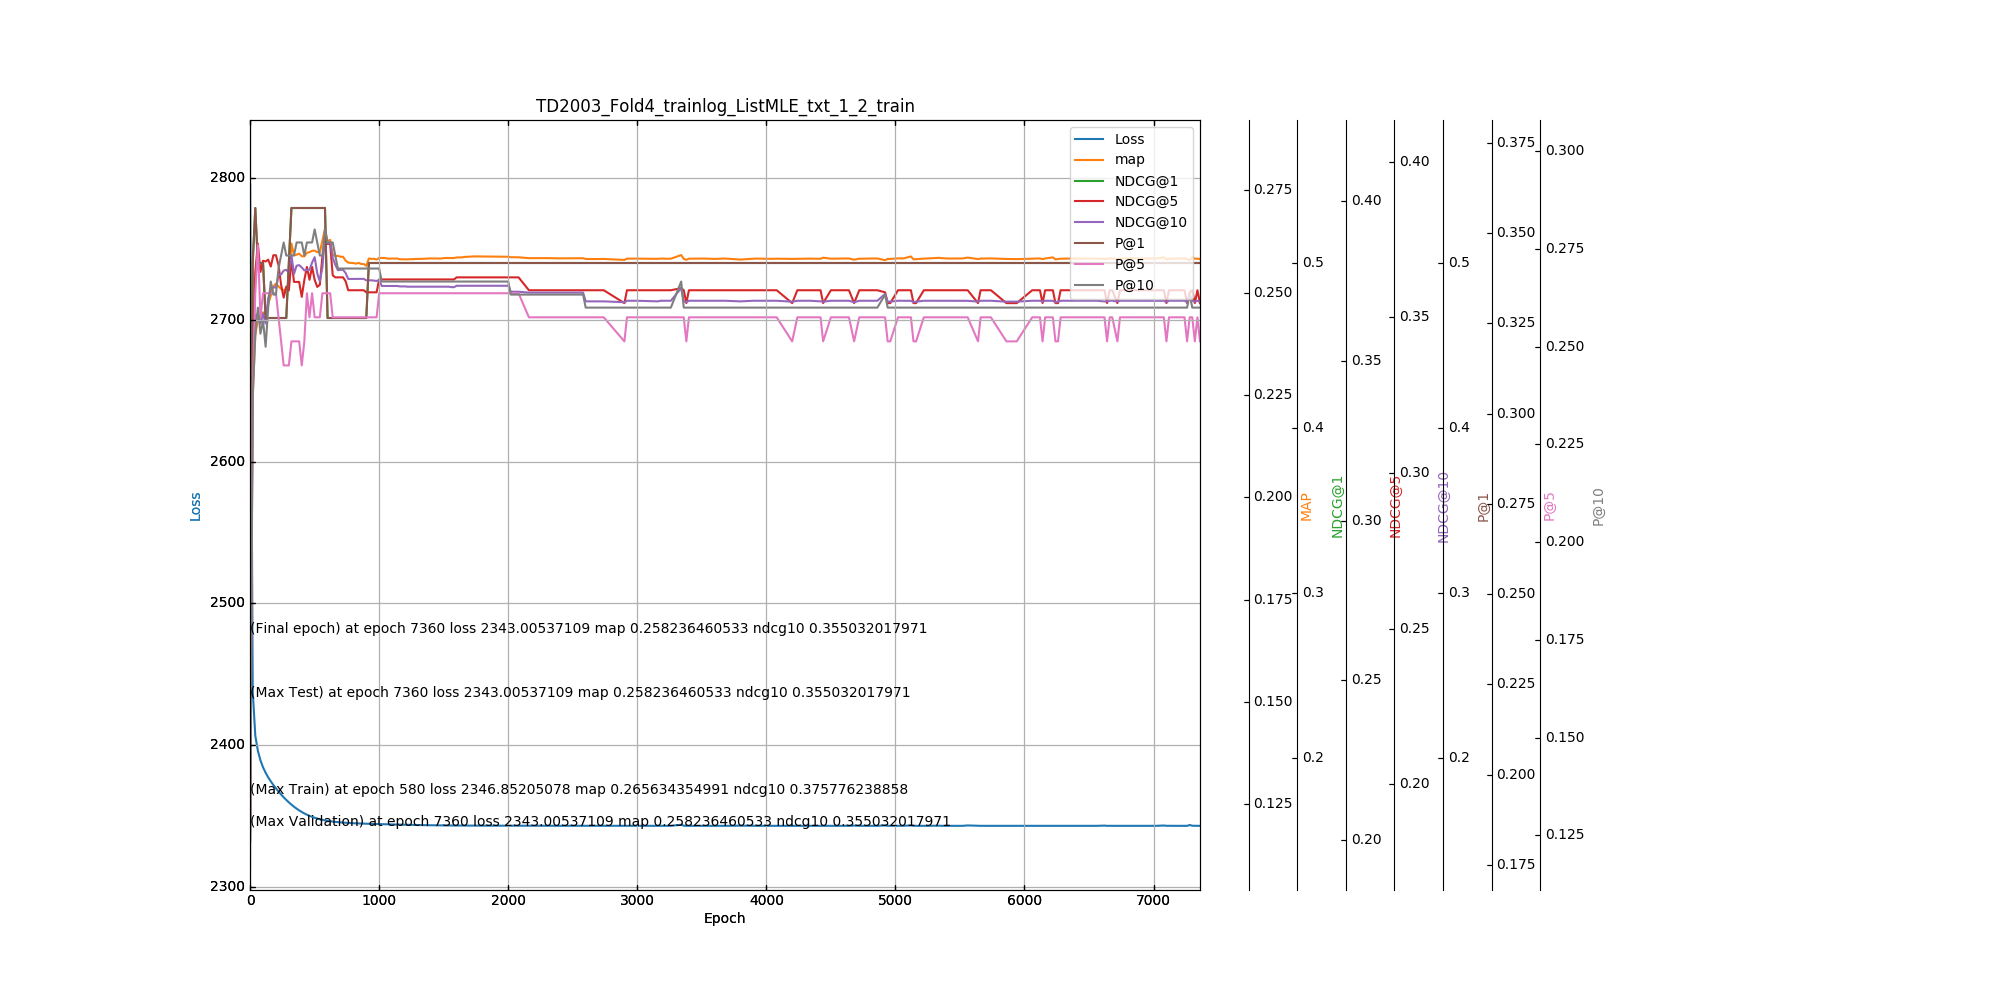 TD2003_Fold4_trainlog_ListMLE_txt_1_2_train
Loss
map
NDCG@1
NDCG@5
NDCG@10
P@1
P@5
P@10
2800
2700
2600
2500
2400
2300
Loss
0 1000 2000 3000 4000 5000 6000 7000
Epoch
(Final epoch) at epoch 7360 loss 2343.00537109 map 0.258236460533 ndcg10 0.355032017971
(Max Test) at epoch 7360 loss 2343.00537109 map 0.258236460533 ndcg10 0.355032017971
(Max Train) at epoch 580 loss 2346.85205078 map 0.265634354991 ndcg10 0.375776238858
(Max Validation) at epoch 7360 loss 2343.00537109 map 0.258236460533 ndcg10 0.355032017971
0.275
0.250
0.225
0.200
0.175
0.150
0.125
MAP
0.5
0.4
0.3
0.2
NDCG@1
0.40
0.35
0.30
0.25
0.20
NDCG@5
0.40
0.35
0.30
0.25
0.20
NDCG@10
0.5
0.4
0.3
0.2
P@1
0.375
0.350
0.325
0.300
0.275
0.250
0.225
0.200
0.175
P@5
0.300
0.275
0.250
0.225
0.200
0.175
0.150
0.125
P@10